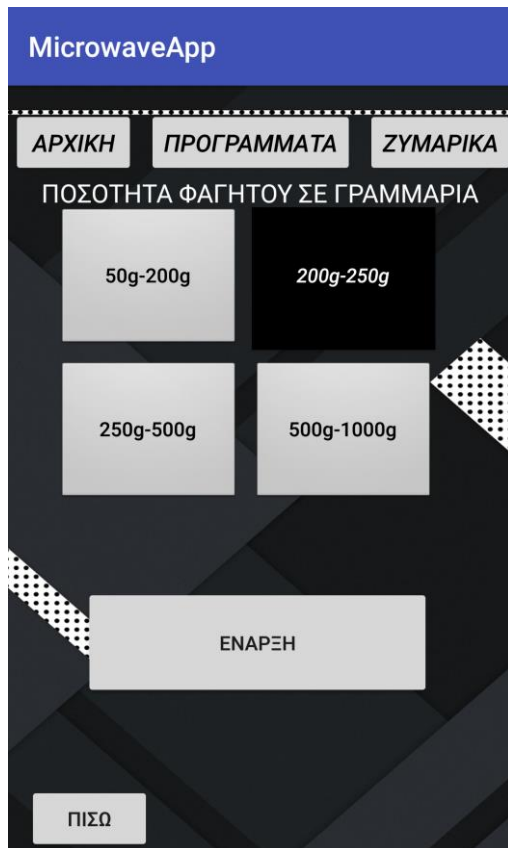 MicrowaveApp
ΑΡΧΙΚΗ ΠΡΟΓΡΑΜΜΑΤΑ ΖΥΜΑΡΙΚΑ
ΠΟΣΟΤΗΤΑ ΦΑΓΗΤΟΥ ΣΕ ΓΡΑΜΜΑΡΙΑ
50g-200g 200g-250g
250g-500g 500g-1000g
ΕΝΑΡΞΗ
ΠΙΣΩ